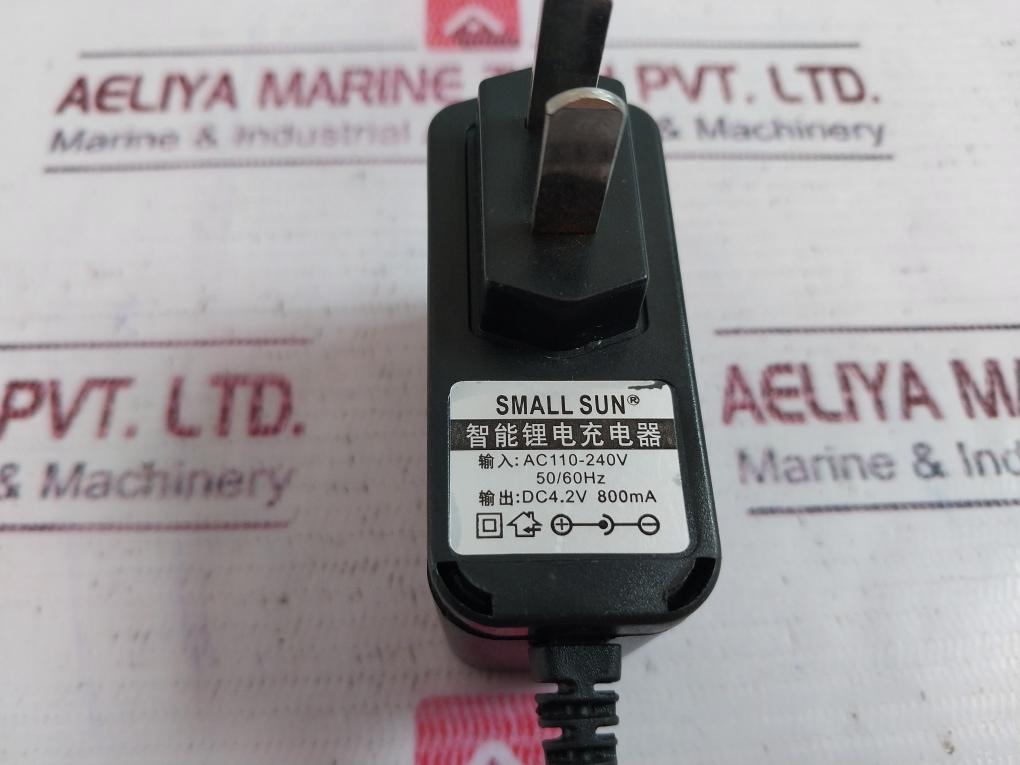 AELIYA MARINE PVT. LTD.
Marine & Industrial & Machinery
SMALL SUN®
智能锂电充电器
输入:AC110-240V
50/60Hz
输出:DC4.2V 800mA
PVT. LTD.
& Machinery
AELIYA MARINE
Marine & Ind